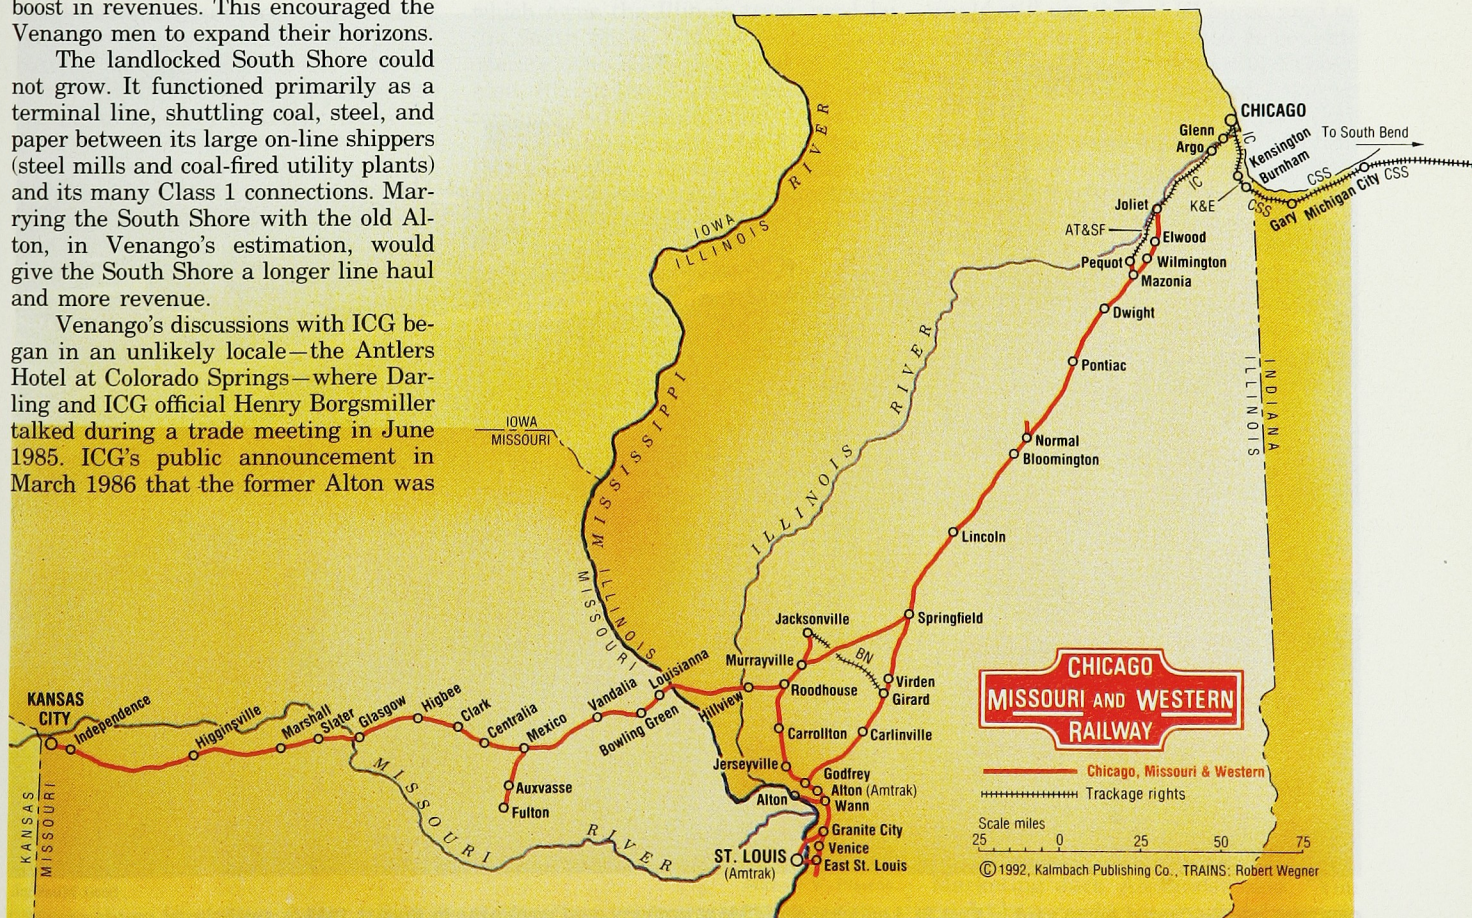 boost in revenues. This encouraged the
Venango men to expand their horizons.
The landlocked South Shore could
not grow. It functioned primarily as a
terminal line, shuttling coal, steel, and
paper between its large on-line shippers
(steel mills and coal-fired utility plants)
and its many Class 1 connections. Mar-
rying the South Shore with the old Al-
ton, in Venango's estimation, would
give the South Shore a longer line haul
and more revenue.
Venango's discussions with ICG be-
gan in an unlikely locale—the Antlers
Hotel at Colorado Springs—where Dar-
ling and ICG official Henry Borgsmiller
talked during a trade meeting in June
1985. ICG's public announcement in
March 1986 that the former Alton was
CHICAGO
Glenn
Argo
IC
Kensington
Burnham
To South Bend
IC
K&E
CSS
Gary
CSS
Michigan City
CSS
Joliet
AT&SF
Elwood
Pequot
Wilmington
Mazonia
Dwight
Pontiac
Normal
Bloomington
Lincoln
Springfield
Jacksonville
BN
Murrayville
Roodhouse
Virden
Girard
Carrollton
Carlinville
Jerseyville
Godfrey
Alton (Amtrak)
Alton
Wann
Granite City
Venice
East St. Louis
ST. LOUIS
(Amtrak)
KANSAS
CITY
Independence
Higginsville
Marshall
Slater
Glasgow
Higbee
Clark
Centralia
Mexico
Auxvasse
Fulton
Vandalia
Bowling Green
Louisianna
Hillview
MISSISSIPPI
RIVER
IOWA
ILLINOIS
IOWA
MISSOURI
MISSOURI
ILLINOIS
ILLINOIS
RIVER
MISSOURI
RIVER
KANSAS
MISSOURI
ILLINOIS
INDIANA
CHICAGO
MISSOURI AND WESTERN
RAILWAY
Chicago, Missouri & Western
Trackage rights
Scale miles
25 0 25 50 75
©1992, Kalmbach Publishing Co., TRAINS: Robert Wegner